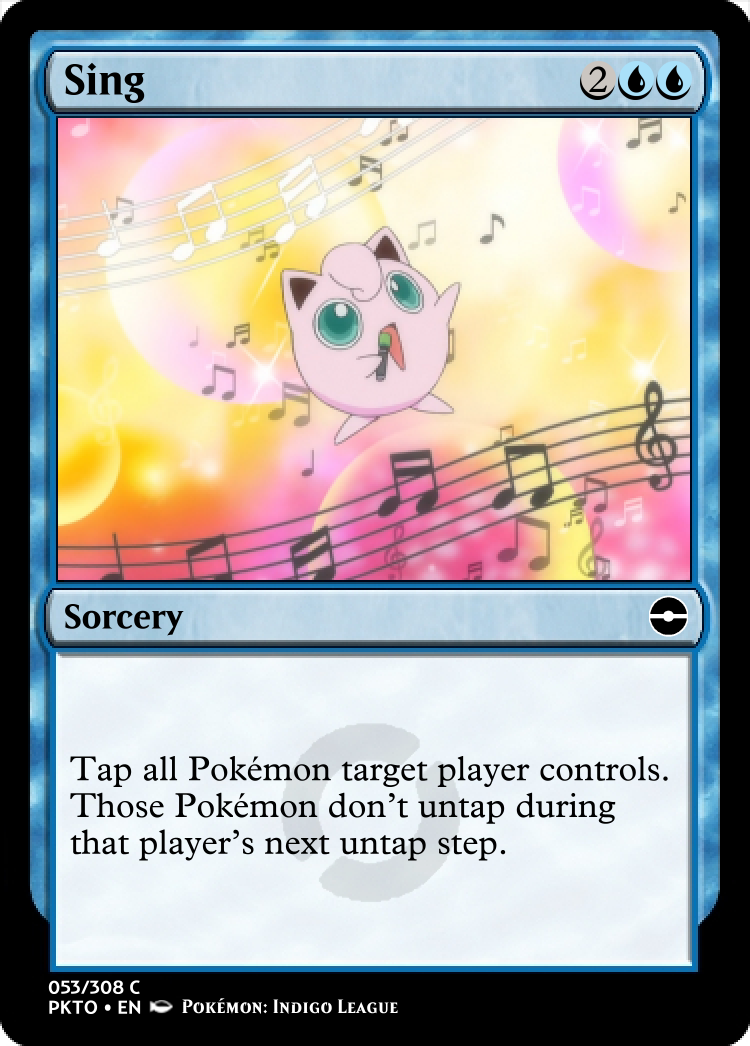 Sing 2
Sorcery
Tap all Pokémon target player controls.
Those Pokémon don't untap during
that player's next untap step.
053/308 C
PKTO • EN Pokémon: Indigo League